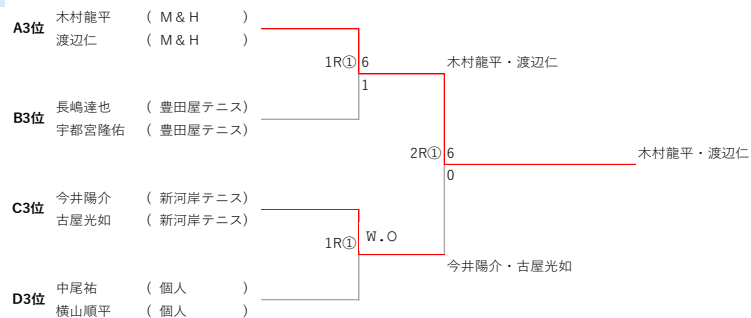 A3位 木村龍平 ( M&H )
渡辺仁 ( M&H )
1R① 6 木村龍平・渡辺仁
1
B3位 長嶋達也 ( 豊田屋テニス)
宇都宮隆佑 ( 豊田屋テニス)
2R① 6 木村龍平・渡辺仁
0
C3位 今井陽介 ( 新河岸テニス)
古屋光如 ( 新河岸テニス)
1R① W.O
今井陽介・古屋光如
D3位 中尾祐 ( 個人 )
横山順平 ( 個人 )